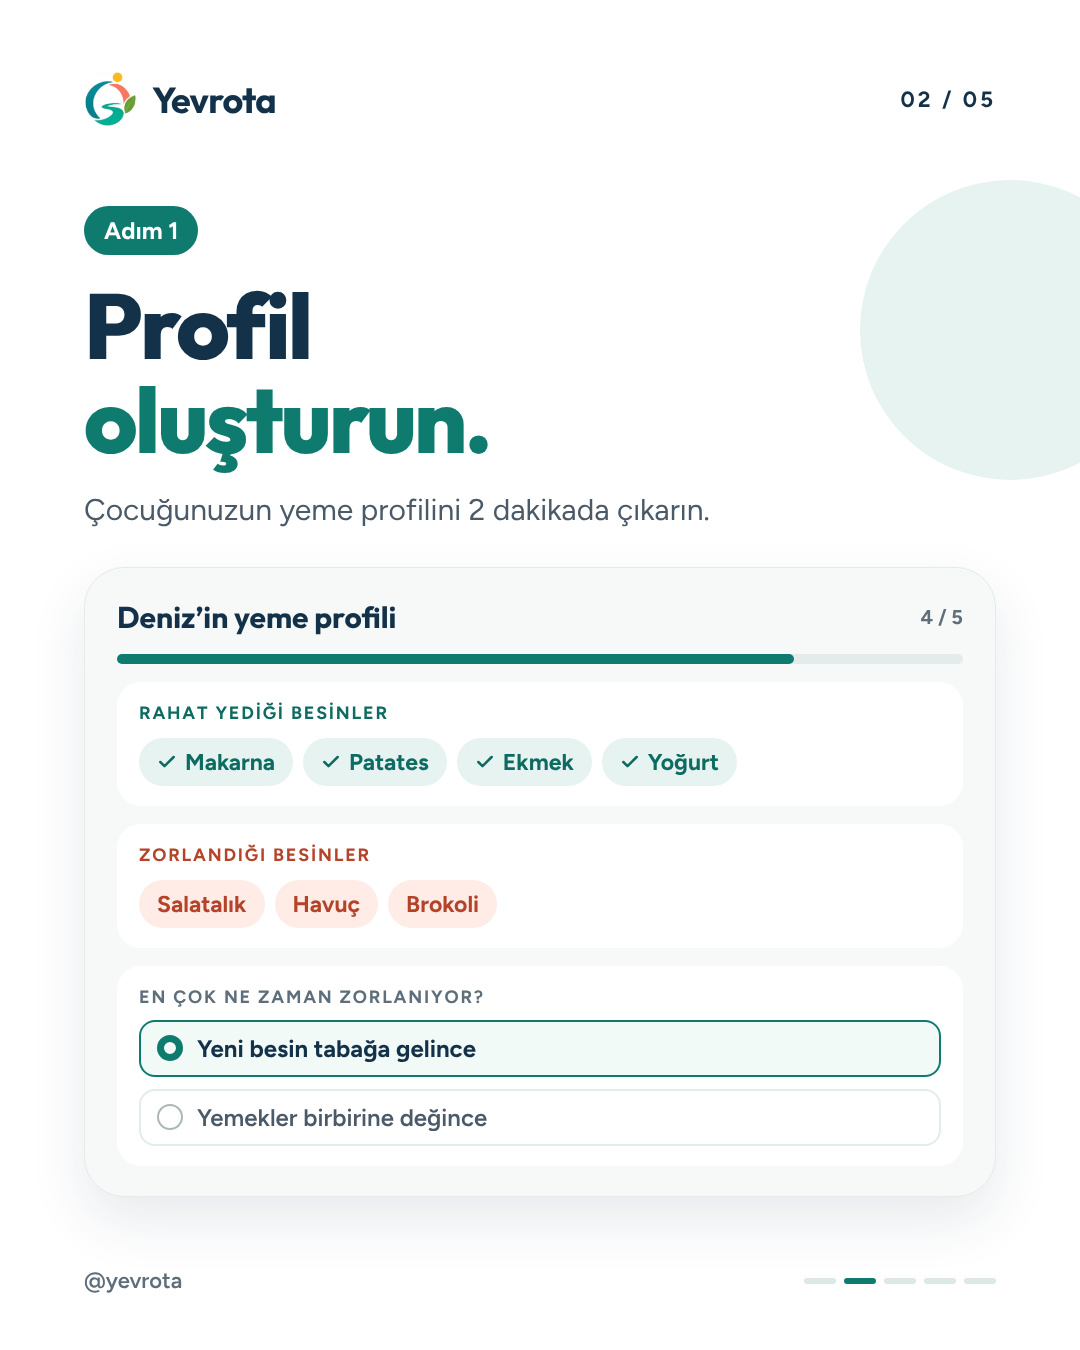 Yevrota
02 / 05
Adım 1
Profil
oluşturun.
Çocuğunuzun yeme profilini 2 dakikada çıkarın.
Deniz’in yeme profili
4 / 5
RAHAT YEDİĞİ BESİNLER
Makarna Patates Ekmek Yoğurt
ZORLANDIĞI BESİNLER
Salatalık Havuç Brokoli
EN ÇOK NE ZAMAN ZORLANIYOR?
Yeni besin tabağa gelince
Yemekler birbirine değince
@yevrota